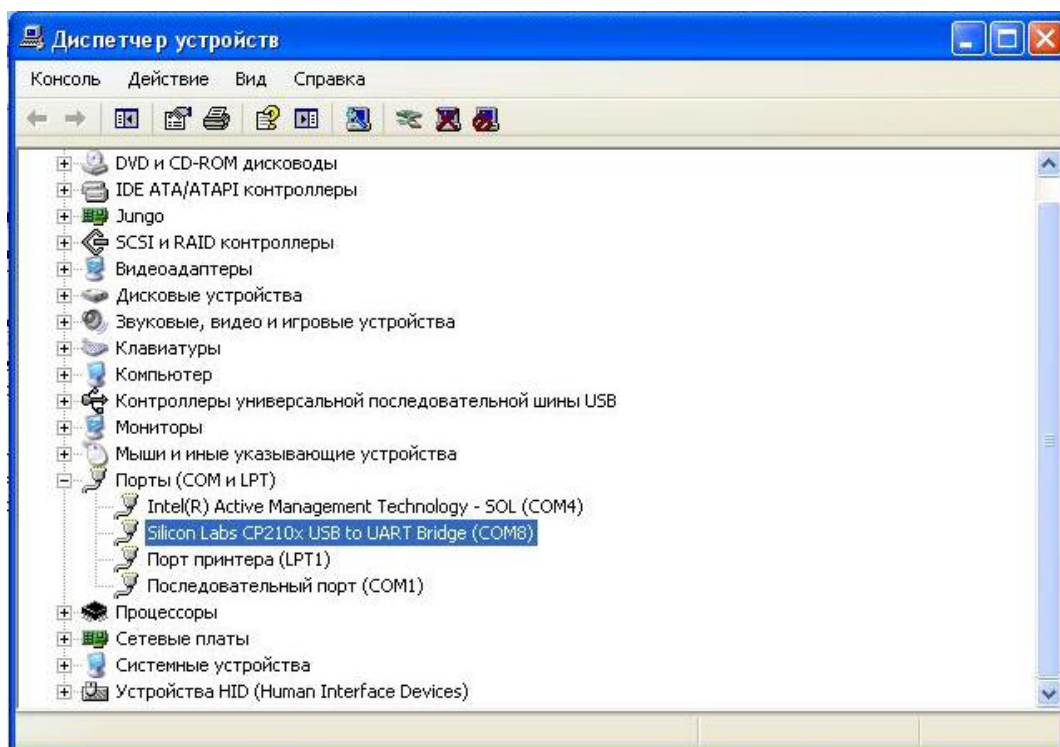 Диспетчер устройств
Консоль Действие Вид Справка
DVD и CD-ROM дисководы
IDE ATA/ATAPI контроллеры
Jungo
SCSI и RAID контроллеры
Видеоадаптеры
Дисковые устройства
Звуковые, видео и игровые устройства
Клавиатуры
Компьютер
Контроллеры универсальной последовательной шины USB
Мониторы
Мыши и иные указывающие устройства
Порты (COM и LPT)
Intel(R) Active Management Technology - SOL (COM4)
Silicon Labs CP210x USB to UART Bridge (COM8)
Порт принтера (LPT1)
Последовательный порт (COM1)
Процессоры
Сетевые платы
Системные устройства
Устройства HID (Human Interface Devices)